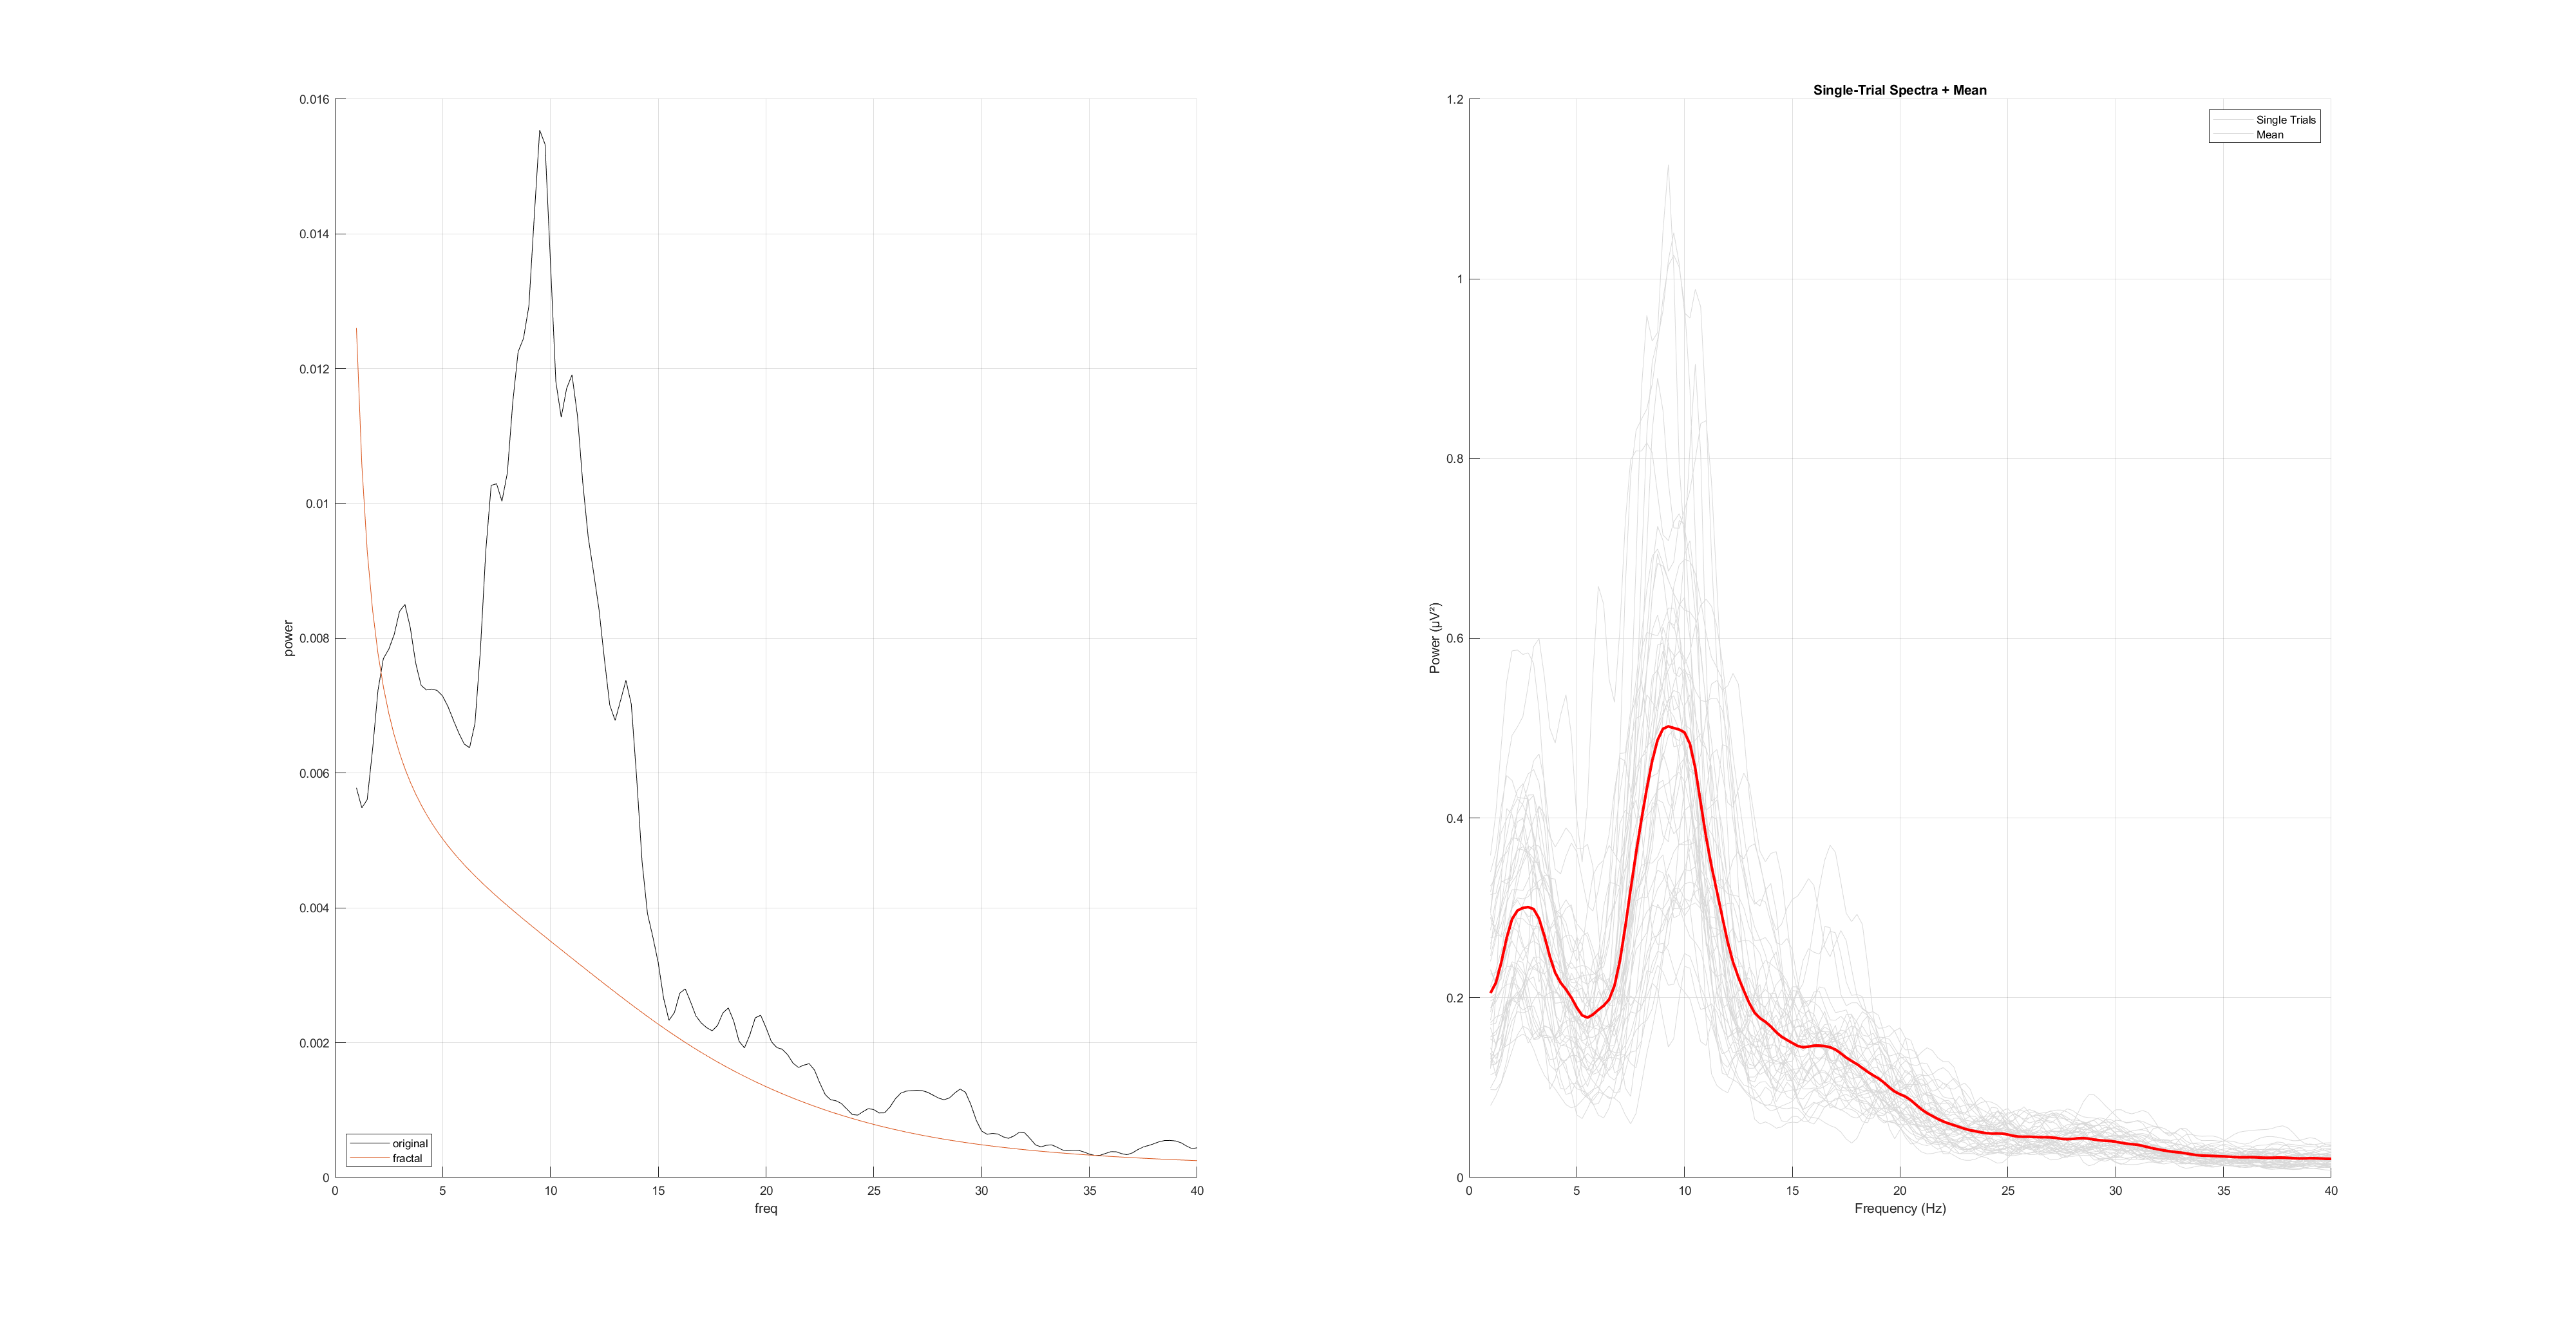 0.016
0.014
0.012
0.01
0.008
0.006
0.004
0.002
0
power
original
fractal
0 5 10 15 20 25 30 35 40
freq
Single-Trial Spectra + Mean
1.2
1
0.8
0.6
0.4
0.2
0
Power (µV²)
Single Trials
Mean
0 5 10 15 20 25 30 35 40
Frequency (Hz)